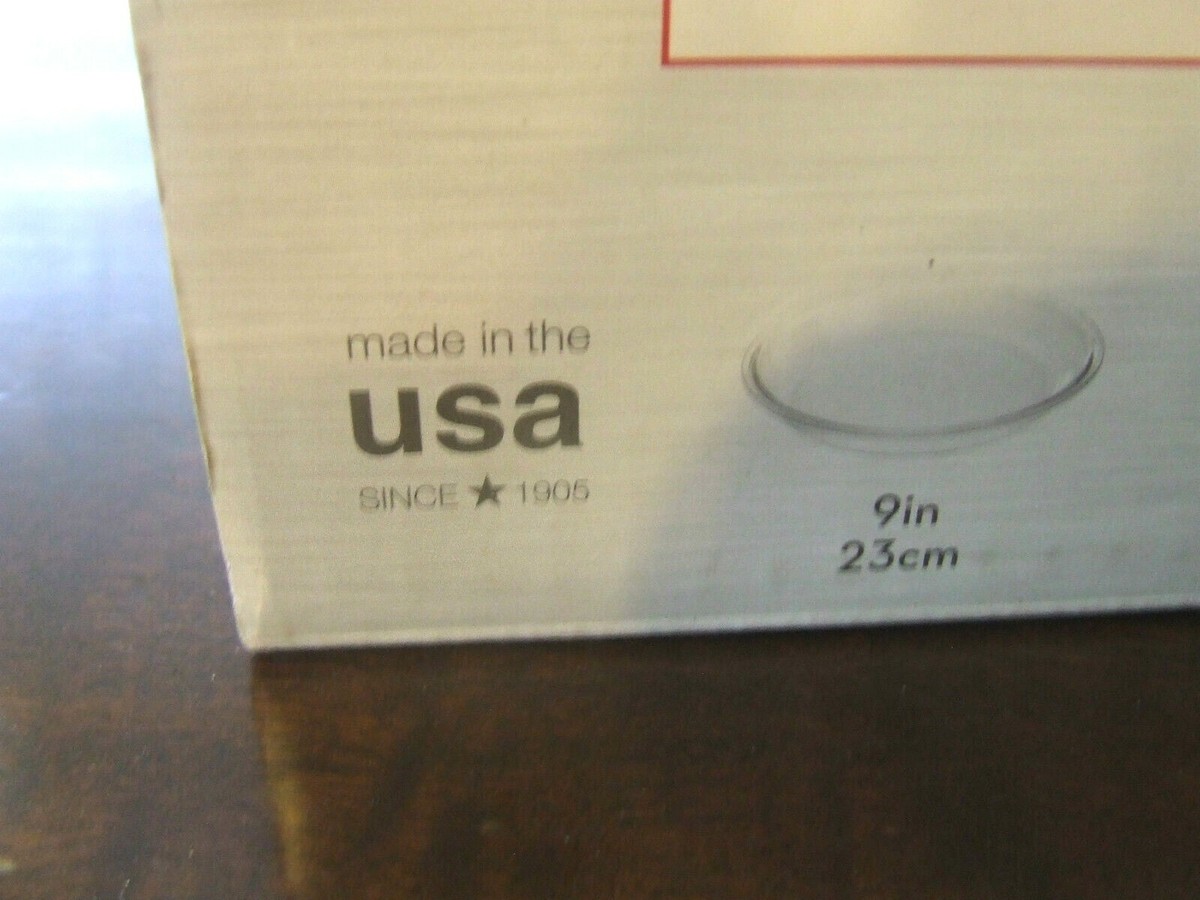 made in the
usa
SINCE ★ 1905
9in
23cm